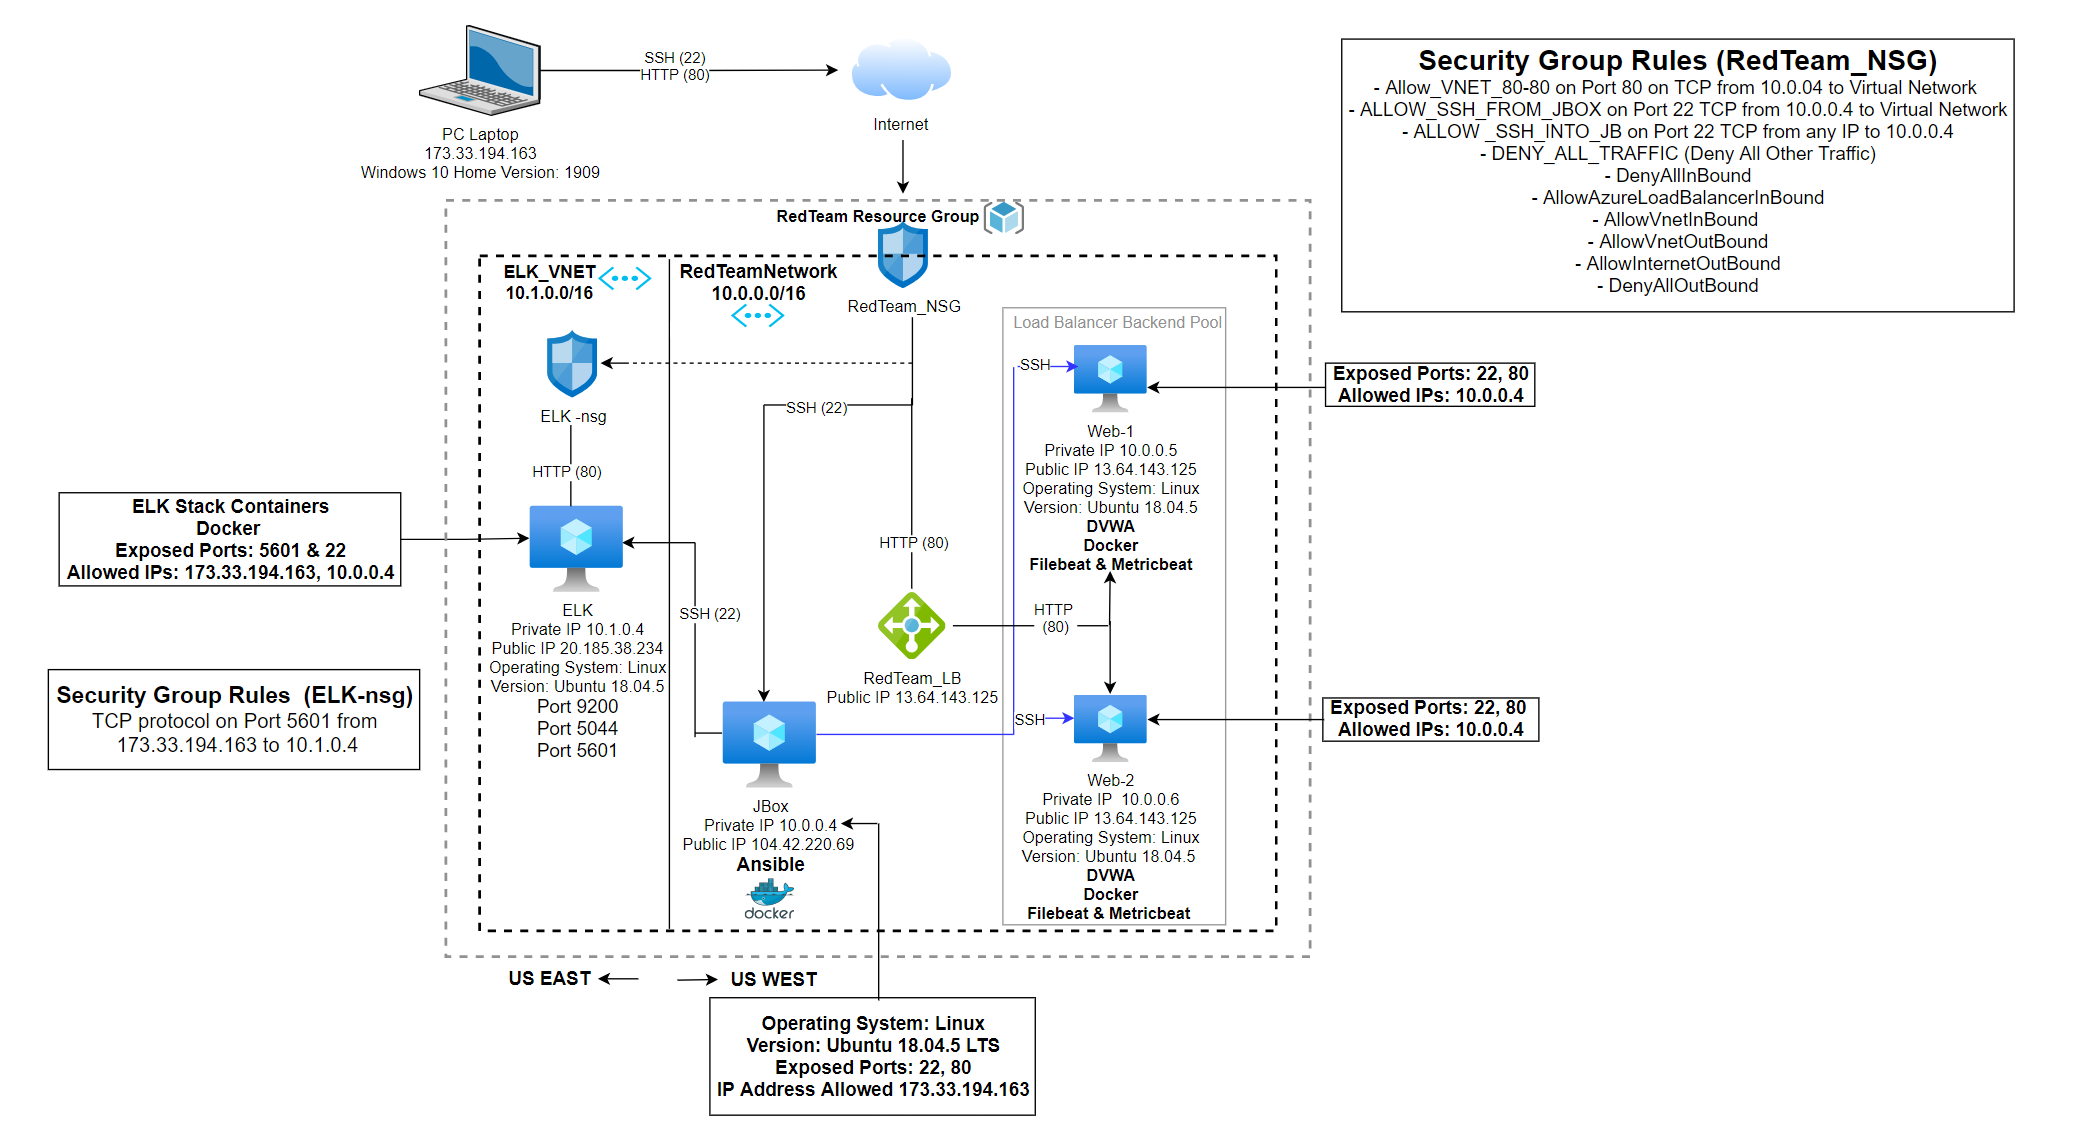 SSH (22)
HTTP (80)
PC Laptop
173.33.194.163
Windows 10 Home Version: 1909
Internet
Security Group Rules (RedTeam_NSG)
- Allow_VNET_80-80 on Port 80 on TCP from 10.0.04 to Virtual Network
- ALLOW_SSH_FROM_JBOX on Port 22 TCP from 10.0.0.4 to Virtual Network
- ALLOW _SSH_INTO_JB on Port 22 TCP from any IP to 10.0.0.4
- DENY_ALL_TRAFFIC (Deny All Other Traffic)
- DenyAllInBound
- AllowAzureLoadBalancerInBound
- AllowVnetInBound
- AllowVnetOutBound
- AllowInternetOutBound
- DenyAllOutBound
RedTeam Resource Group
ELK_VNET
10.1.0.0/16
RedTeamNetwork
10.0.0.0/16
RedTeam_NSG
Load Balancer Backend Pool
ELK -nsg
HTTP (80)
SSH (22)
SSH
Web-1
Private IP 10.0.0.5
Public IP 13.64.143.125
Operating System: Linux
Version: Ubuntu 18.04.5
DVWA
Docker
Filebeat & Metricbeat
Exposed Ports: 22, 80
Allowed IPs: 10.0.0.4
ELK Stack Containers
Docker
Exposed Ports: 5601 & 22
Allowed IPs: 173.33.194.163, 10.0.0.4
HTTP (80)
ELK
Private IP 10.1.0.4
Public IP 20.185.38.234
Operating System: Linux
Version: Ubuntu 18.04.5
Port 9200
Port 5044
Port 5601
SSH (22)
HTTP
(80)
RedTeam_LB
Public IP 13.64.143.125
Security Group Rules  (ELK-nsg)
TCP protocol on Port 5601 from
173.33.194.163 to 10.1.0.4
SSH
Exposed Ports: 22, 80
Allowed IPs: 10.0.0.4
JBox
Private IP 10.0.0.4
Public IP 104.42.220.69
Ansible
docker
Web-2
Private IP  10.0.0.6
Public IP 13.64.143.125
Operating System: Linux
Version: Ubuntu 18.04.5
DVWA
Docker
Filebeat & Metricbeat
US EAST
US WEST
Operating System: Linux
Version: Ubuntu 18.04.5 LTS
Exposed Ports: 22, 80
IP Address Allowed 173.33.194.163